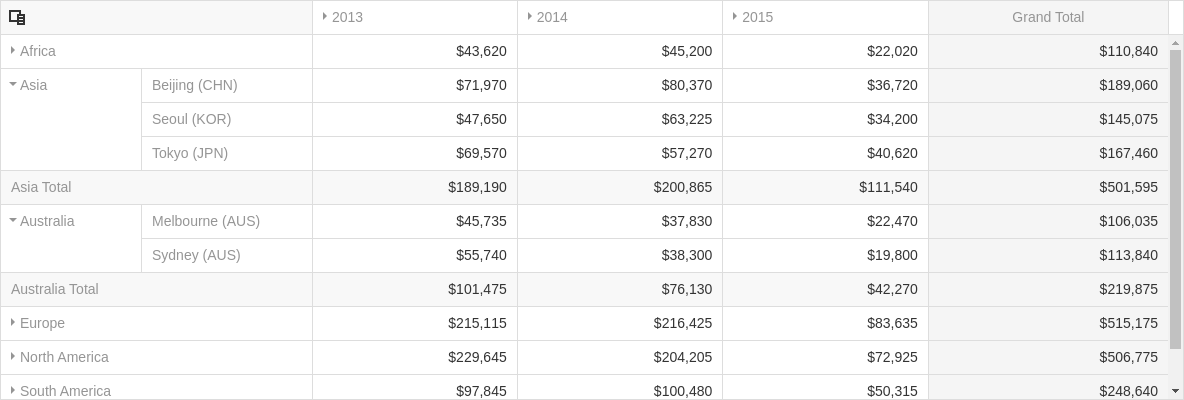 2013 2014 2015 Grand Total
Africa $43,620 $45,200 $22,020 $110,840
Asia Beijing (CHN) $71,970 $80,370 $36,720 $189,060
Seoul (KOR) $47,650 $63,225 $34,200 $145,075
Tokyo (JPN) $69,570 $57,270 $40,620 $167,460
Asia Total $189,190 $200,865 $111,540 $501,595
Australia Melbourne (AUS) $45,735 $37,830 $22,470 $106,035
Sydney (AUS) $55,740 $38,300 $19,800 $113,840
Australia Total $101,475 $76,130 $42,270 $219,875
Europe $215,115 $216,425 $83,635 $515,175
North America $229,645 $204,205 $72,925 $506,775
South America $97,845 $100,480 $50,315 $248,640